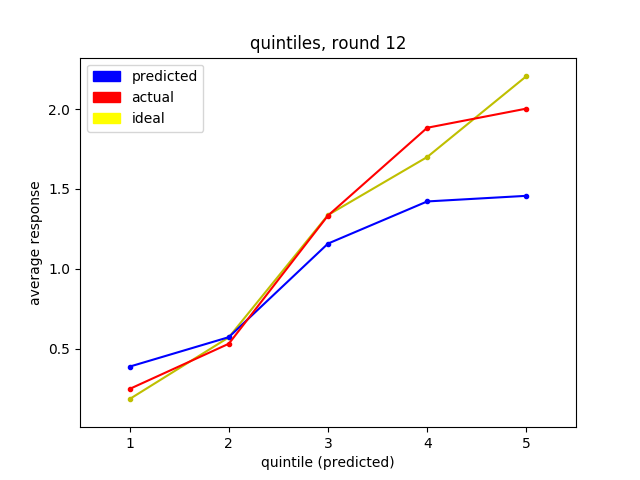 quintiles, round 12
predicted
actual
ideal
2.0
1.5
1.0
0.5
average response
1 2 3 4 5
quintile (predicted)